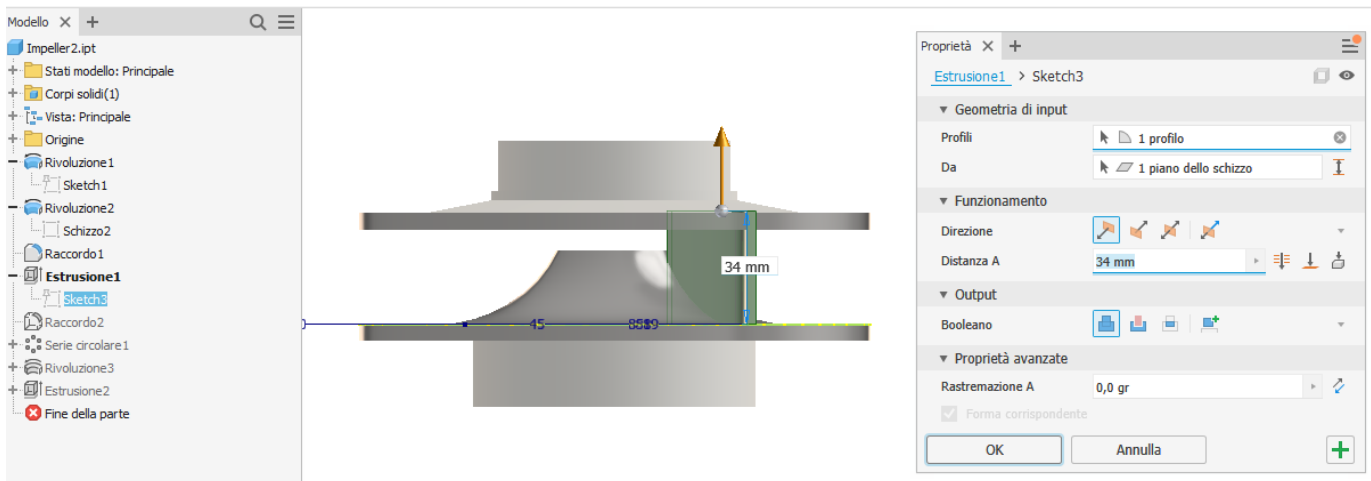 Modello
Impeller2.ipt
Stati modello: Principale
Corpi solidi(1)
Vista: Principale
Origine
Rivoluzione1
Sketch1
Rivoluzione2
Schizzo2
Raccordo1
Estrusione1
Sketch3
Raccordo2
Serie circolare1
Rivoluzione3
Estrusione2
Fine della parte
34 mm
45
Proprietà
Estrusione1 > Sketch3
Geometria di input
Profili 1 profilo
Da 1 piano dello schizzo
Funzionamento
Direzione
Distanza A 34 mm
Output
Booleano
Proprietà avanzate
Rastremazione A 0,0 gr
Forma corrispondente
OK Annulla